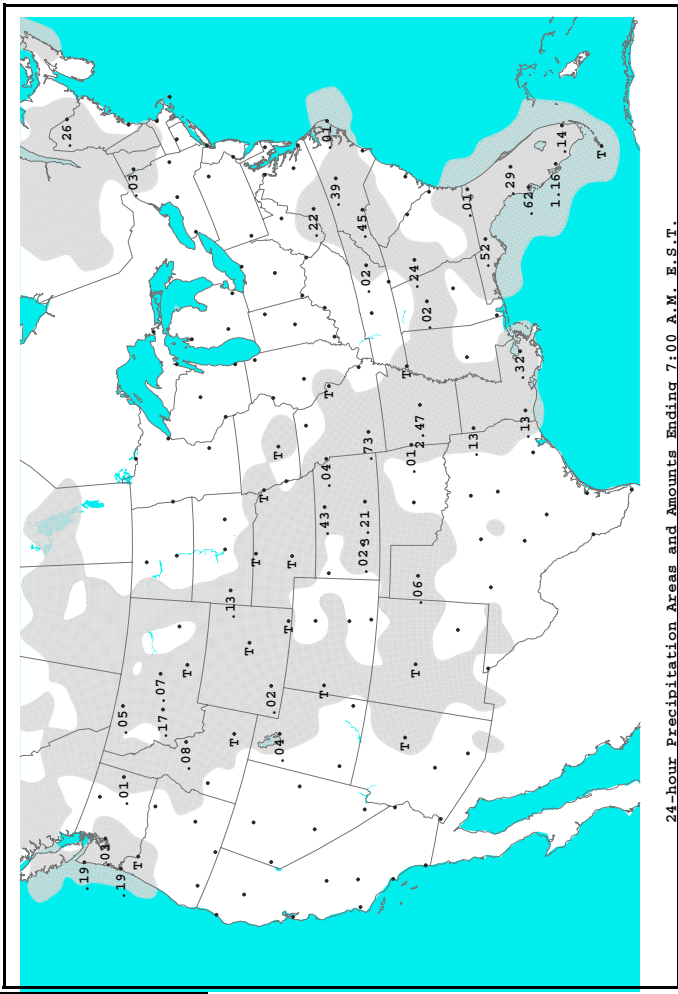 .26
.19
.03
.19 .01 .05
.03
T
.17 .07
.08 T
.13
T
T
T
T
.02
T
.04
T
T
.22
T .43 .04 T .01
.39
.45
.02 3.21 .73 .02
T .01 T
T .06 2.47 .24
.02
.01
.13
.52
.29
.32
.13 .62
1.16
.14
T
24-hour Precipitation Areas and Amounts Ending 7:00 A.M. E.S.T.